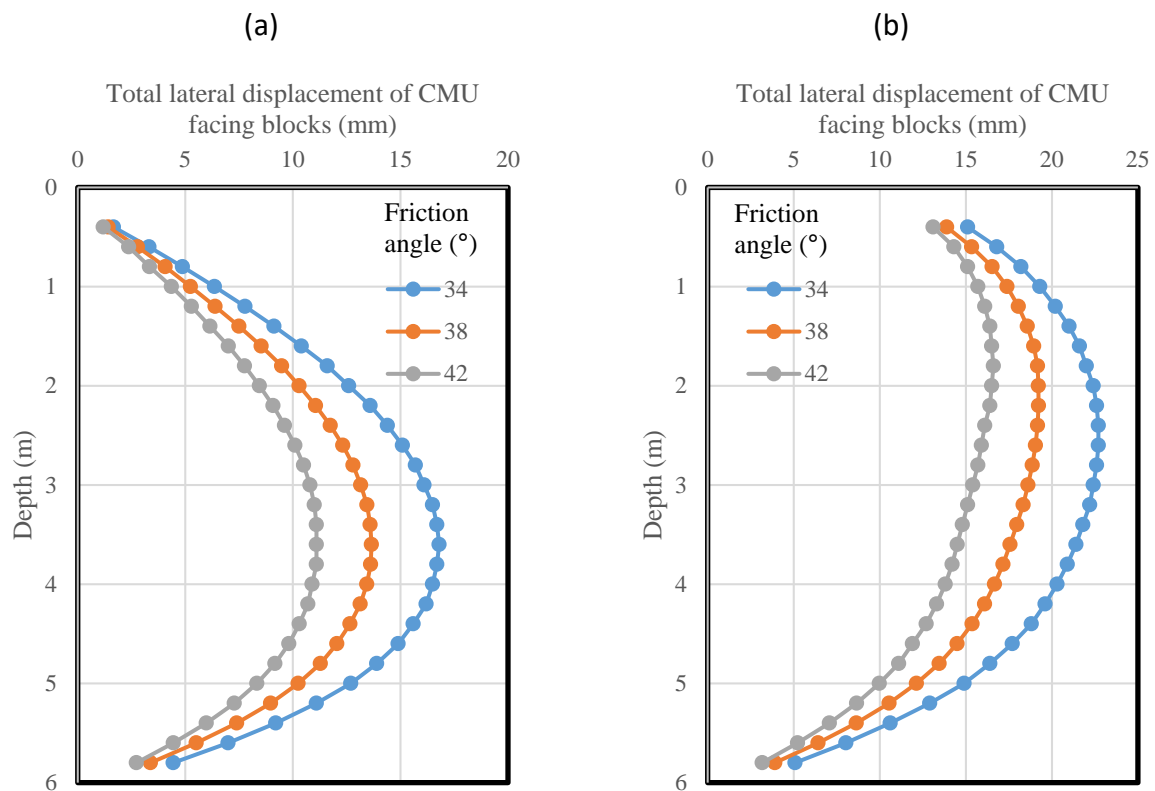 (a)
Total lateral displacement of CMU
facing blocks (mm)
0 5 10 15 20
0
1
2
3
4
5
6
Depth (m)
Friction
angle (°)
34
38
42
(b)
Total lateral displacement of CMU
facing blocks (mm)
0 5 10 15 20 25
0
1
2
3
4
5
6
Depth (m)
Friction
angle (°)
34
38
42